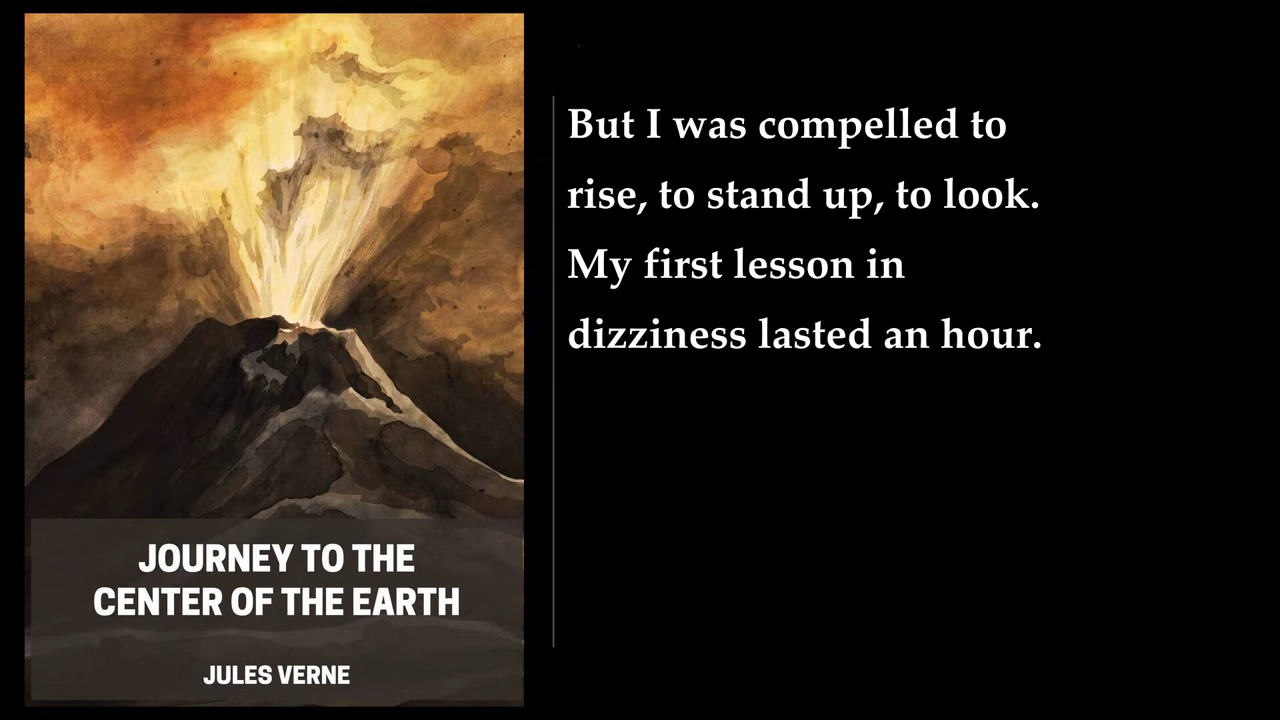 JOURNEY TO THE
CENTER OF THE EARTH
JULES VERNE
But I was compelled to
rise, to stand up, to look.
My first lesson in
dizziness lasted an hour.